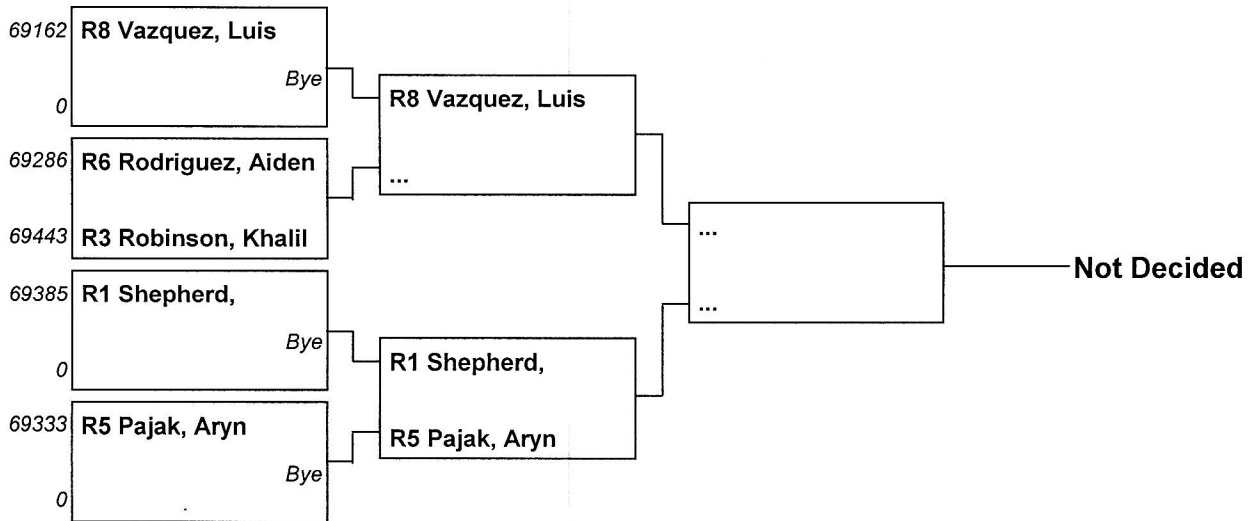 69162 R8 Vazquez, Luis
Bye
0
69286 R6 Rodriguez, Aiden
69443 R3 Robinson, Khalil
69385 R1 Shepherd,
Bye
0
69333 R5 Pajak, Aryn
Bye
0
R8 Vazquez, Luis
...
R1 Shepherd,
R5 Pajak, Aryn
...
...
Not Decided